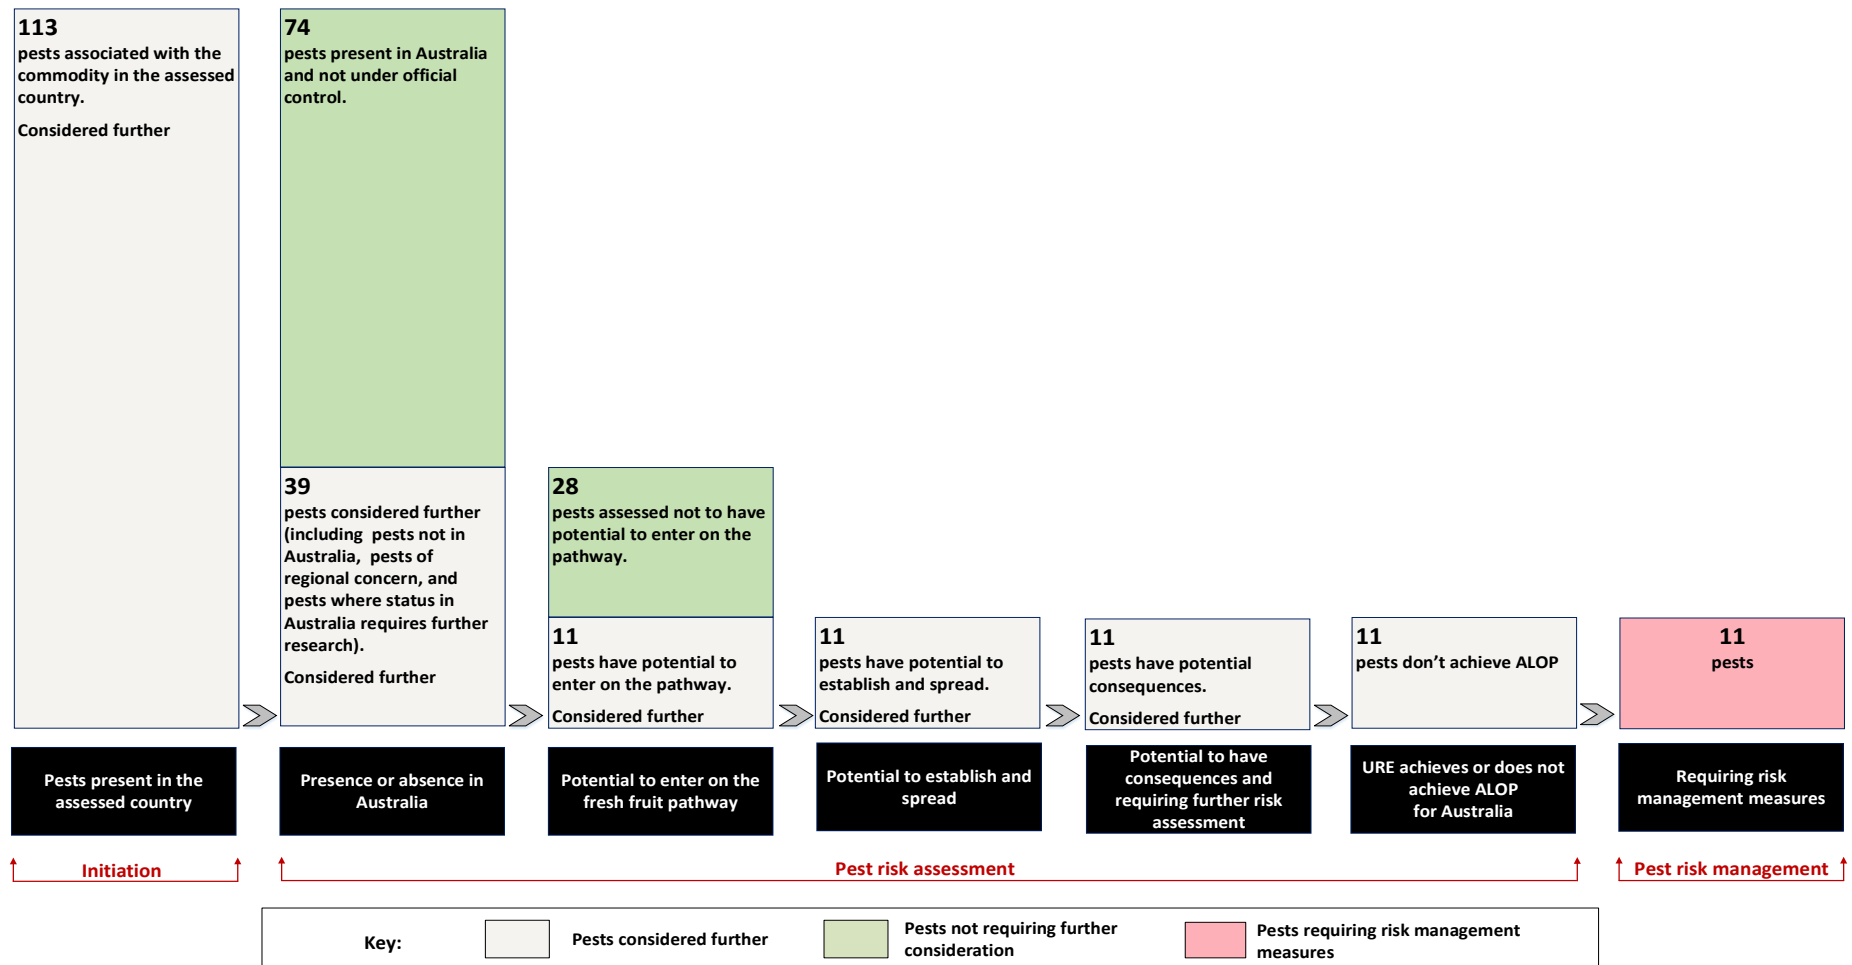 113
pests associated with the
commodity in the assessed
country.
Considered further
74
pests present in Australia
and not under official
control.
39
pests considered further
(including  pests not in
Australia,  pests of
regional concern, and
pests where status in
Australia requires further
research).
Considered further
28
pests assessed not to have
potential to enter on the
pathway.
11
pests have potential to
enter on the pathway.
Considered further
11
pests have potential to
establish and spread.
Considered further
11
pests have potential
consequences.
Considered further
11
pests don’t achieve ALOP
11
pests
Pests present in the
assessed country
Presence or absence in
Australia
Potential to enter on the
fresh fruit pathway
Potential to establish and
spread
Potential to have
consequences and
requiring further risk
assessment
URE achieves or does not
achieve ALOP
for Australia
Requiring risk
management measures
Initiation
Pest risk assessment
Pest risk management
Key:
Pests considered further
Pests not requiring further
consideration
Pests requiring risk management
measures